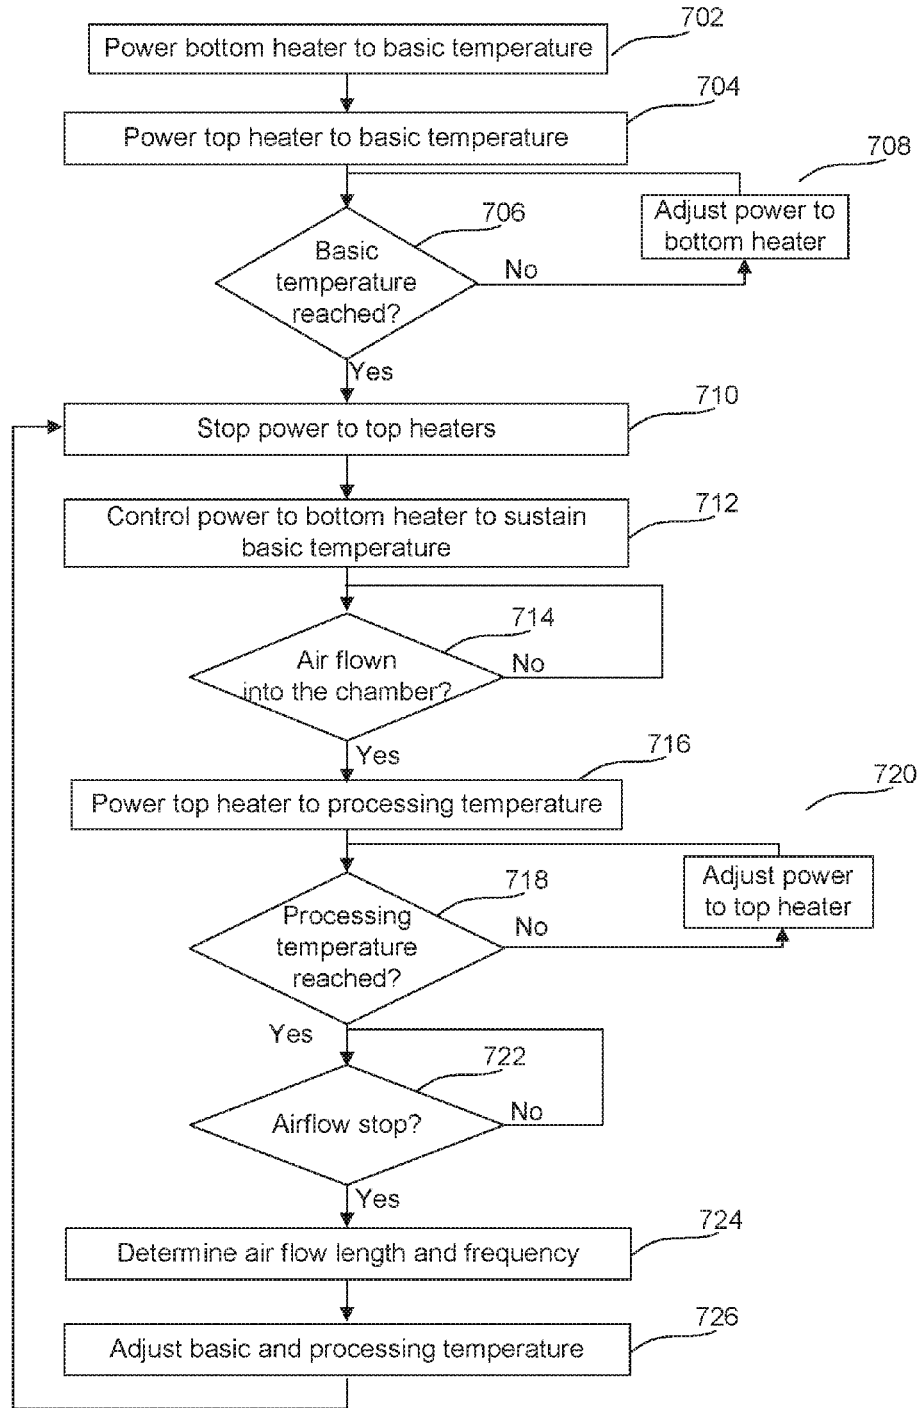 702
Power bottom heater to basic temperature
704
Power top heater to basic temperature
708
Adjust power to
bottom heater
706
Basic
temperature
reached?
No
Yes
710
Stop power to top heaters
712
Control power to bottom heater to sustain
basic temperature
714
Air flown
into the chamber?
No
Yes
716
Power top heater to processing temperature
720
Adjust power
to top heater
718
Processing
temperature
reached?
No
Yes
722
Airflow stop?
No
Yes
724
Determine air flow length and frequency
726
Adjust basic and processing temperature